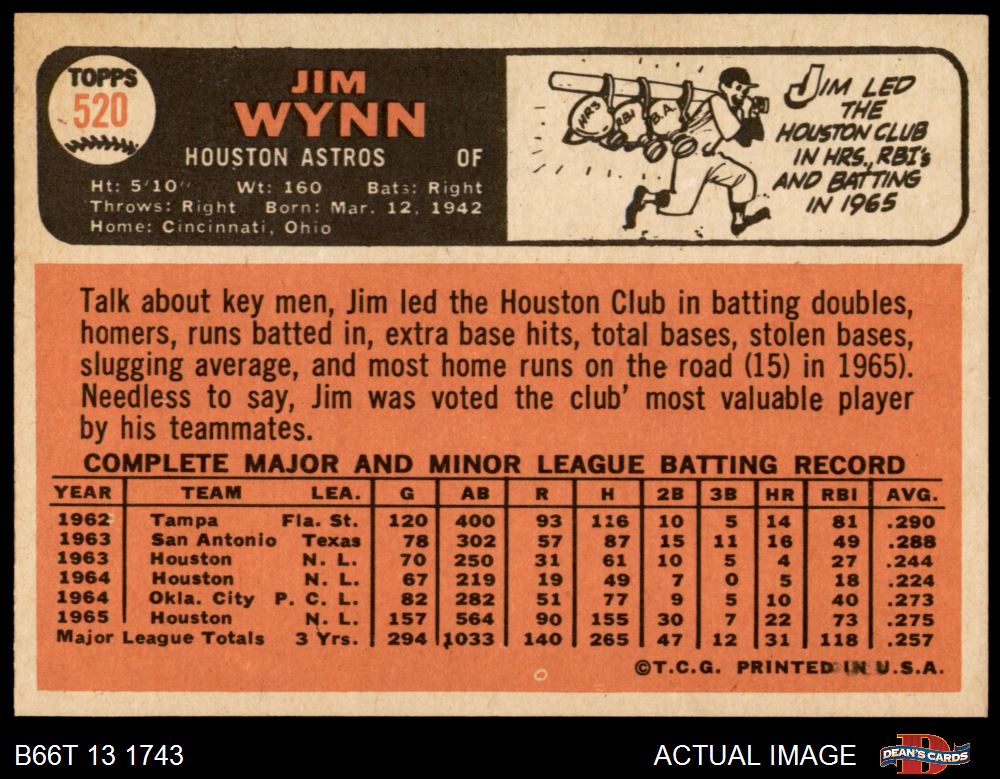 TOPPS
520
JIM
WYNN
HOUSTON ASTROS OF
Ht: 5'10" Wt: 160 Bats: Right
Throws: Right Born: Mar. 12, 1942
Home: Cincinnati, Ohio
HRS
RBI
B.A.
JIM LED
THE
HOUSTON CLUB
IN HRS., RBI's
AND BATTING
IN 1965
Talk about key men, Jim led the Houston Club in batting doubles,
homers, runs batted in, extra base hits, total bases, stolen bases,
slugging average, and most home runs on the road (15) in 1965).
Needless to say, Jim was voted the club' most valuable player
by his teammates.
COMPLETE MAJOR AND MINOR LEAGUE BATTING RECORD
YEAR TEAM LEA. G AB R H 2B 3B HR RBI AVG.
1962 Tampa Fla. St. 120 400 93 116 10 5 14 81 .290
1963 San Antonio Texas 78 302 57 87 15 11 16 49 .288
1963 Houston N. L. 70 250 31 61 10 5 4 27 .244
1964 Houston N. L. 67 219 19 49 7 0 5 18 .224
1964 Okla. City P. C. L. 82 282 51 77 9 5 10 40 .273
1965 Houston N. L. 157 564 90 155 30 7 22 73 .275
Major League Totals 3 Yrs. 294 1033 140 265 47 12 31 118 .257
©T.C.G. PRINTED IN U.S.A.
B66T 13 1743 ACTUAL IMAGE DEAN'S CARDS